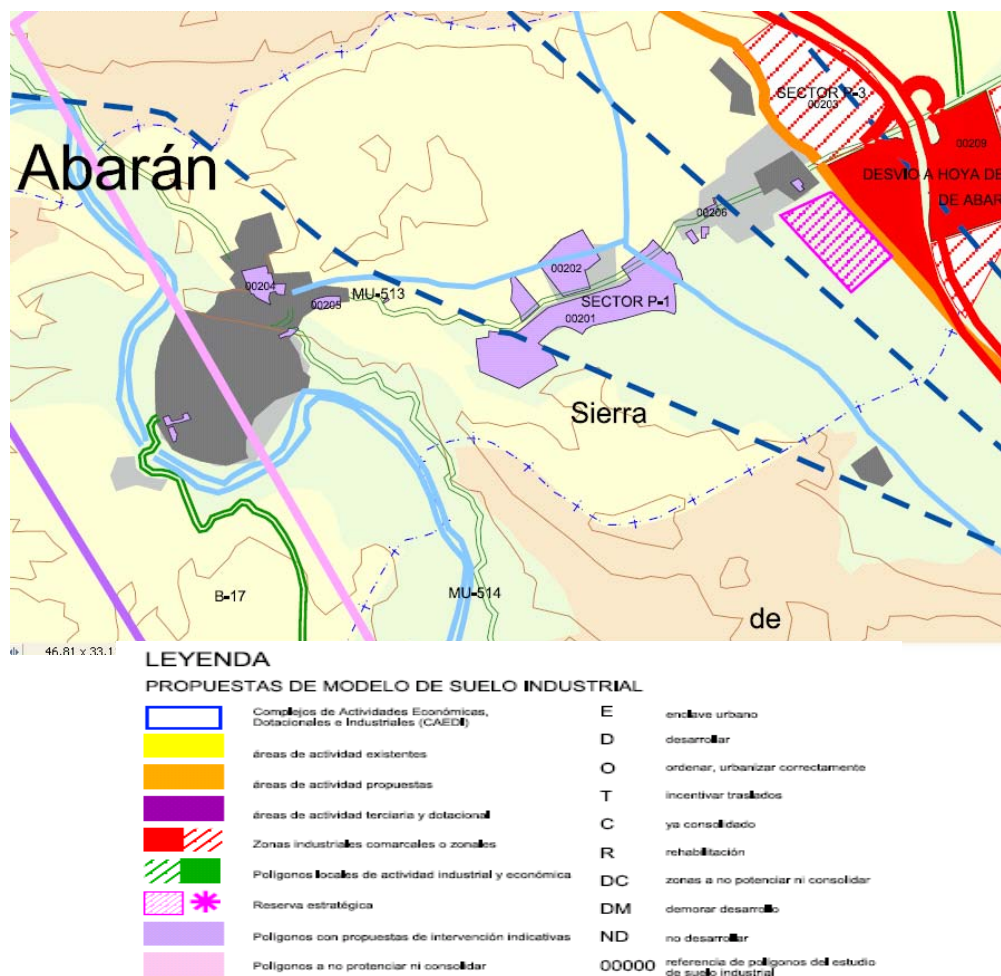 SECTOR P-3
00203
Abarán
00209
DESVIO A HOYA DE
DE ABAR
00206
00202
00204
MU-513
00205
SECTOR P-1
00201
Sierra
B-17
MU-514
de
46,81 x 33,1
LEYENDA
PROPUESTAS DE MODELO DE SUELO INDUSTRIAL
Complejos de Actividades Económicas,
Dotacionales e Industriales (CAEDI)
áreas de actividad existentes
áreas de actividad propuestas
áreas de actividad terciaria y dotacional
Zonas industriales comarcales o zonales
Polígonos locales de actividad industrial y económica
Reserva estratégica
Polígonos con propuestas de intervención indicativas
Polígonos a no protenciar ni consolidar
E enclave urbano
D desarrollar
O ordenar, urbanizar correctamente
T incentivar traslados
C ya consolidado
R rehabilitación
DC zonas a no potenciar ni consolidar
DM demorar desarrollo
ND no desarrollar
00000 referencia de polígonos del estudio
de suelo industrial